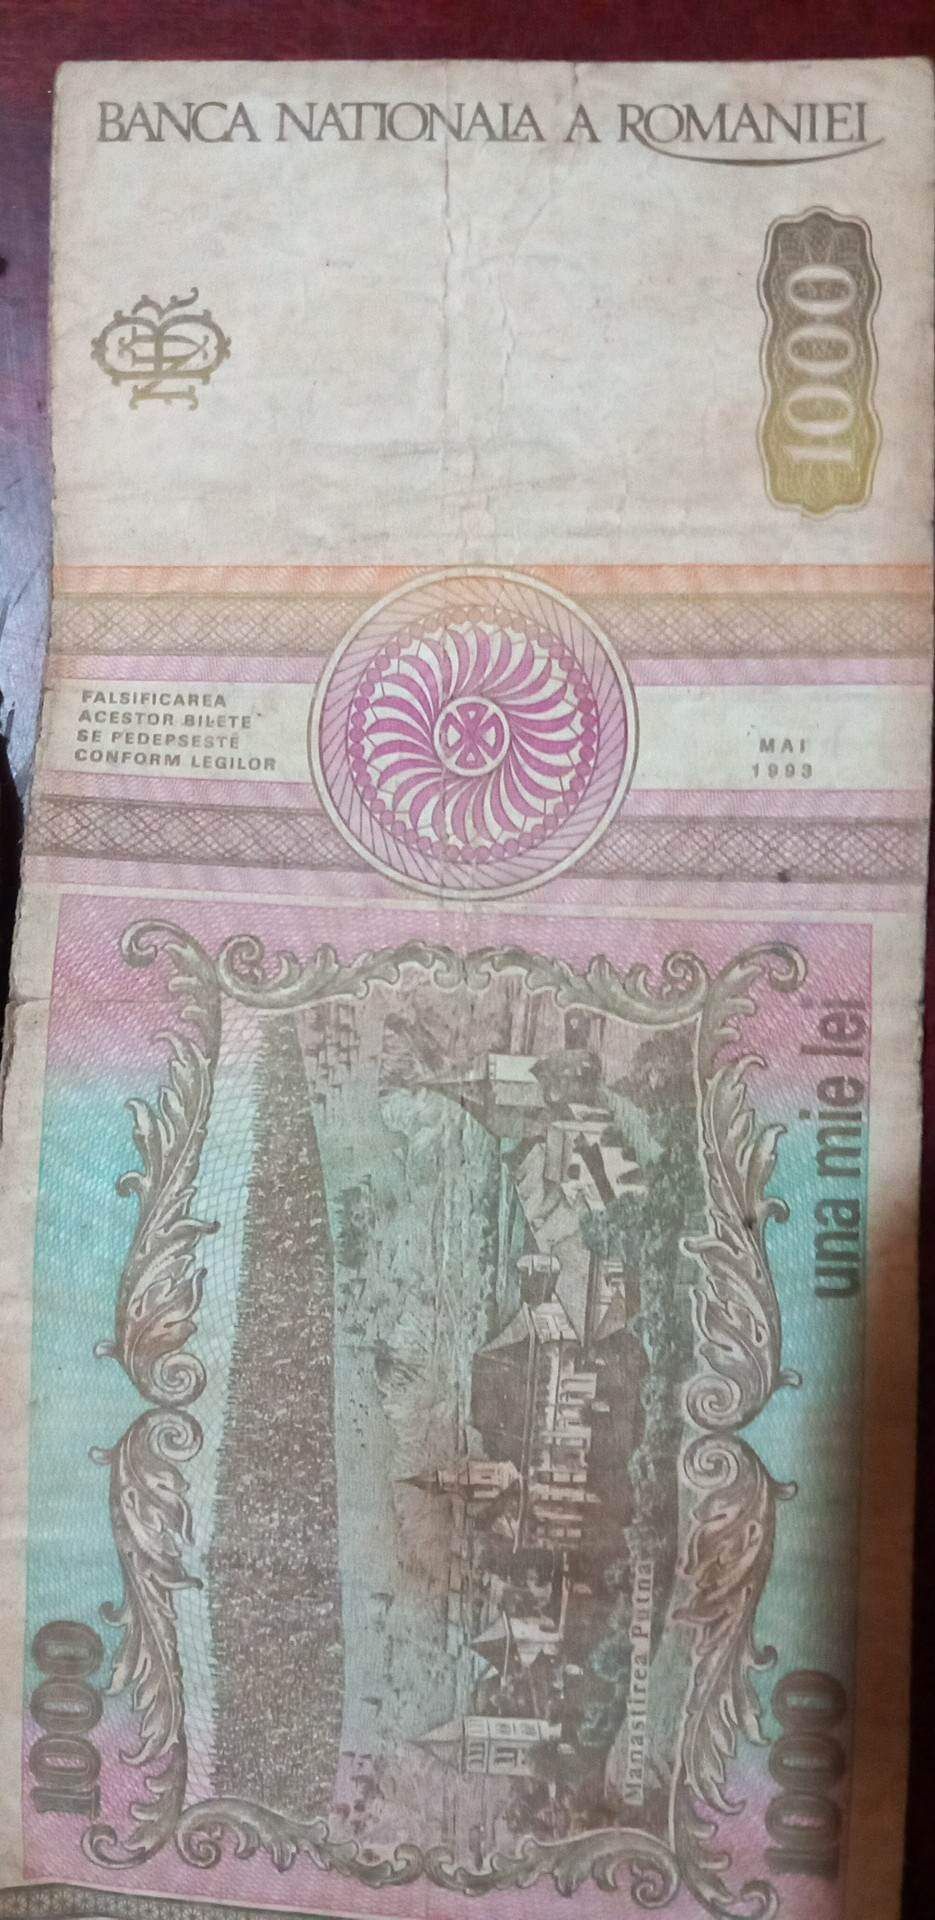 BANCA NATIONALA A ROMANIEI
NBR
1000
FALSIFICAREA
ACESTOR BILETE
SE PEDEPSESTE
CONFORM LEGILOR
MAI
1993
una mie lei
Manastirea Putna
1000
1000